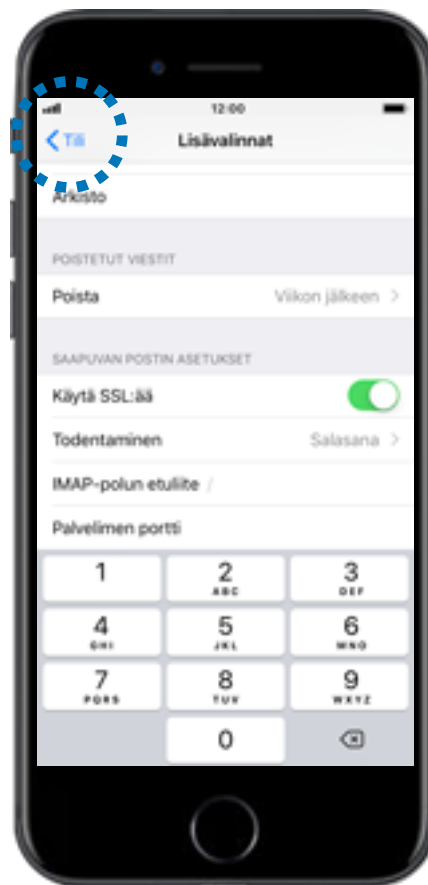 12:00
Tili
Lisävalinnat
Arkisto
POISTETUT VIESTIT
Poista Viikon jälkeen
SAAPUVAN POSTIN ASETUKSET
Käytä SSL:ää
Todentaminen Salasana
IMAP-polun etuliite /
Palvelimen portti
1 2 3
ABC DEF
4 5 6
GHI JKL MNO
7 8 9
PQRS TUV WXYZ
0